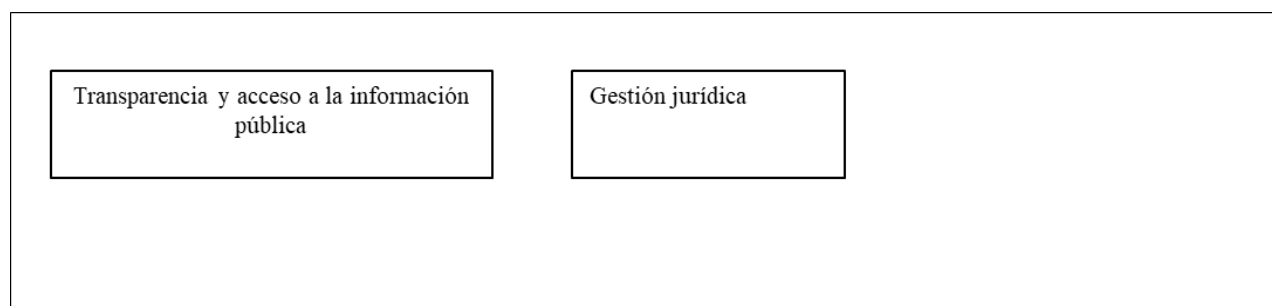 Transparencia y acceso a la información
pública
Gestión jurídica